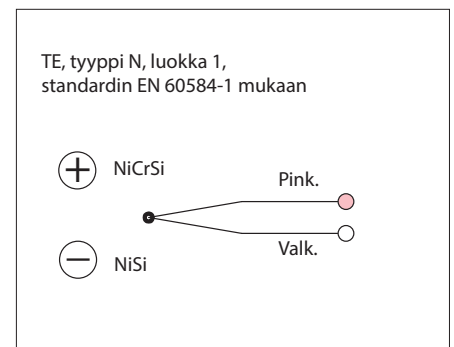 TE, tyyppi N, luokka 1,
standardin EN 60584-1 mukaan
+ NiCrSi
Pink.
Valk.
− NiSi